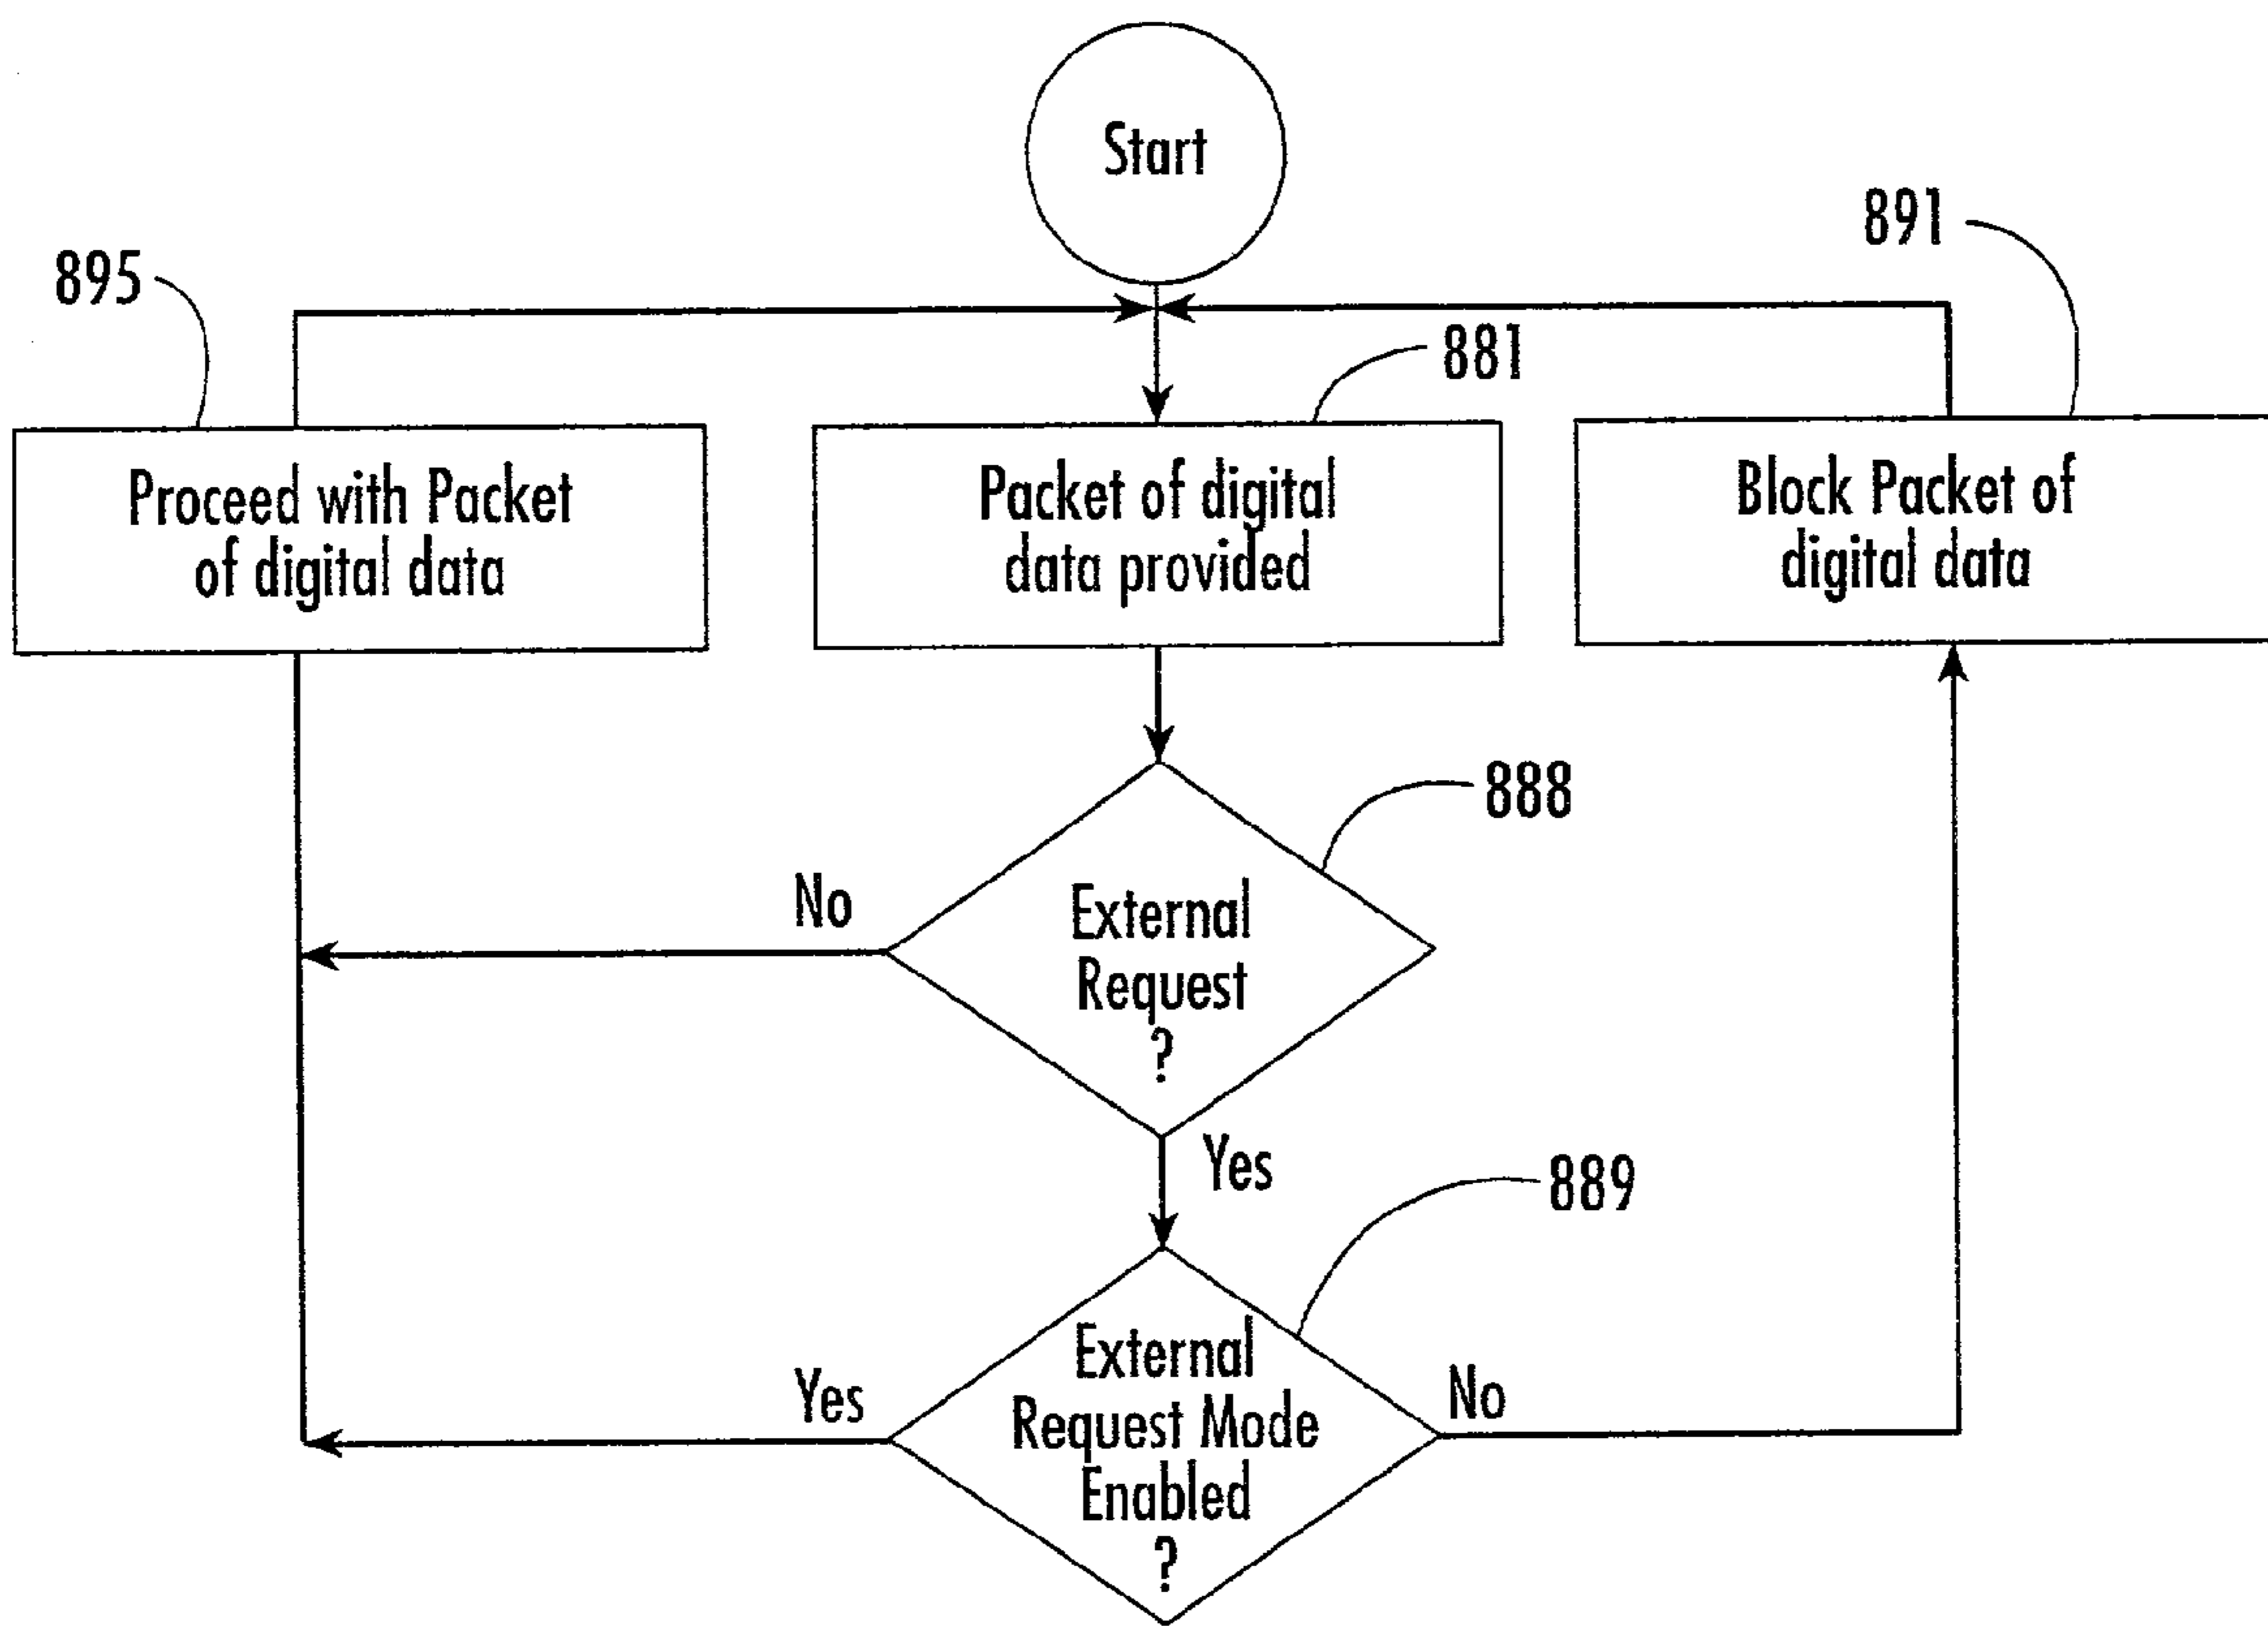 Start
895
891
881
Proceed with Packet
of digital data
Packet of digital
data provided
Block Packet of
digital data
888
No
External
Request
?
Yes
889
External
Request Mode
Enabled
?
Yes
No